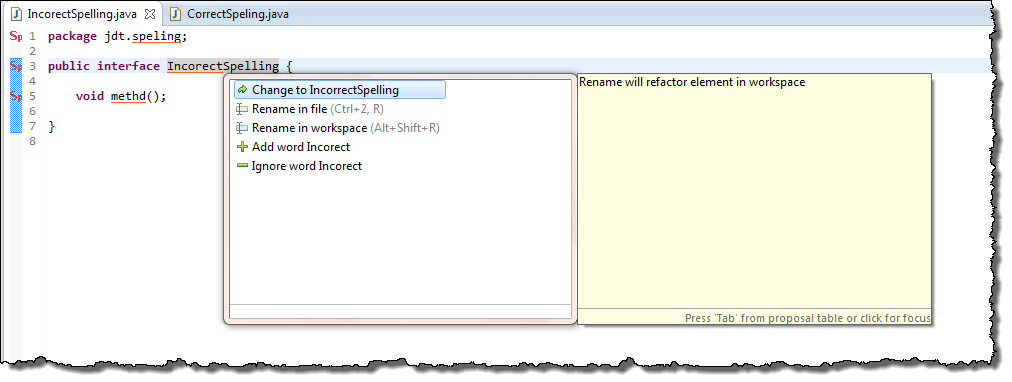 IncorectSpelling.java CorrectSpeling.java
Sp 1 package jdt.speling;
2
Sp 3 public interface IncorectSpelling {
4
Sp 5 void methd();
6
7 }
8
Change to IncorrectSpelling
Rename in file (Ctrl+2, R)
Rename in workspace (Alt+Shift+R)
Add word Incorect
Ignore word Incorect
Rename will refactor element in workspace
Press 'Tab' from proposal table or click for focus